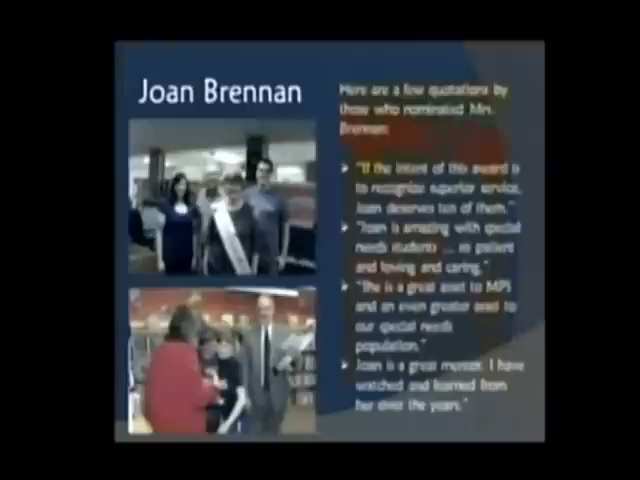 Joan Brennan
Here are a few quotations by
those who nominated Mrs.
Brennan:
"If the intent of this award is
to recognize superior service,
Joan deserves ten of them."
"Joan is amazing with special
needs students ... so patient
and loving and caring."
"She is a great asset to MPS
and an even greater asset to
our special needs
population."
Joan is a great mentor. I have
watched and learned from
her over the years."